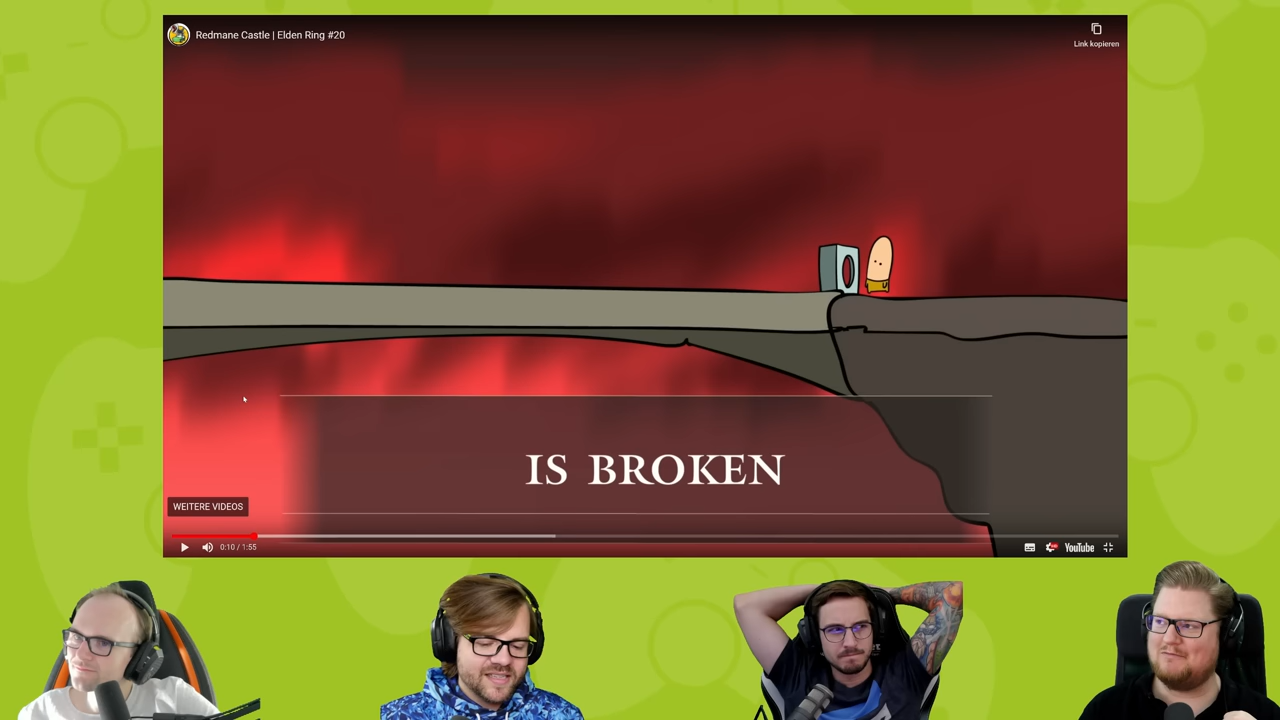 Redmane Castle | Elden Ring #20
Link kopieren
IS BROKEN
WEITERE VIDEOS
0:10 / 1:55
YouTube